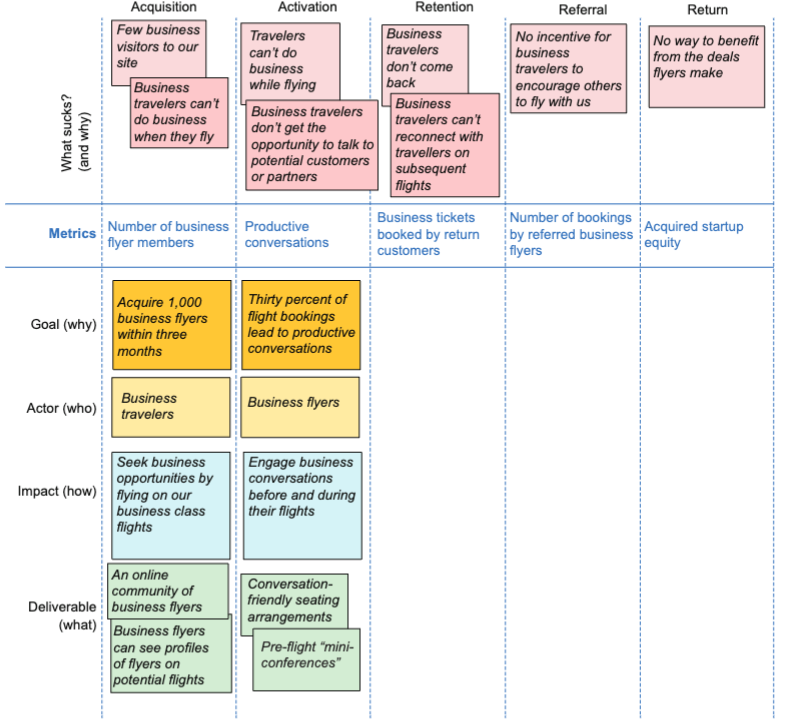 Acquisition
Activation
Retention
Referral
Return
What sucks?
(and why)
Few business
visitors to our
site
Business
travelers can't
do business
when they fly
Travelers
can't do
business
while flying
Business travelers
don't get the
opportunity to talk to
potential customers
or partners
Business
travelers
don't come
back
Business
travelers can't
reconnect with
travellers on
subsequent
flights
No incentive for
business
travelers to
encourage others
to fly with us
No way to benefit
from the deals
flyers make
Metrics
Number of business
flyer members
Productive
conversations
Business tickets
booked by return
customers
Number of bookings
by referred business
flyers
Acquired startup
equity
Goal (why)
Acquire 1,000
business flyers
within three
months
Thirty percent of
flight bookings
lead to productive
conversations
Actor (who)
Business
travelers
Business flyers
Impact (how)
Seek business
opportunities by
flying on our
business class
flights
Engage business
conversations
before and during
their flights
Deliverable
(what)
An online
community of
business flyers
Business flyers
can see profiles
of flyers on
potential flights
Conversation-
friendly seating
arrangements
Pre-flight “mini-
conferences”